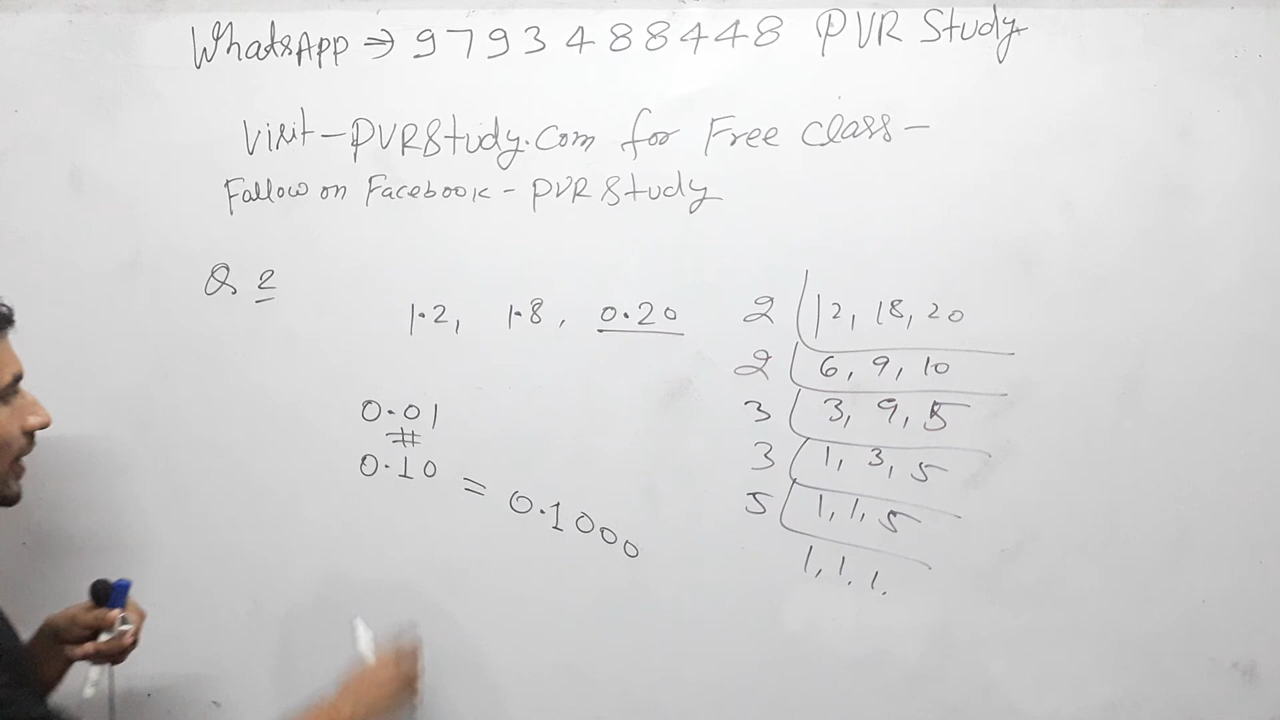 WhatsApp ⇒ 9793488448 PVR Study
Visit - PVRStudy.Com for Free Class -
Follow on Facebook - PVR Study
Q 2
1.2, 1.8, 0.20
0.01
≠
0.10 = 0.1000
2 12, 18, 20
2 6, 9, 10
3 3, 9, 5
3 1, 3, 5
5 1, 1, 5
1, 1, 1.